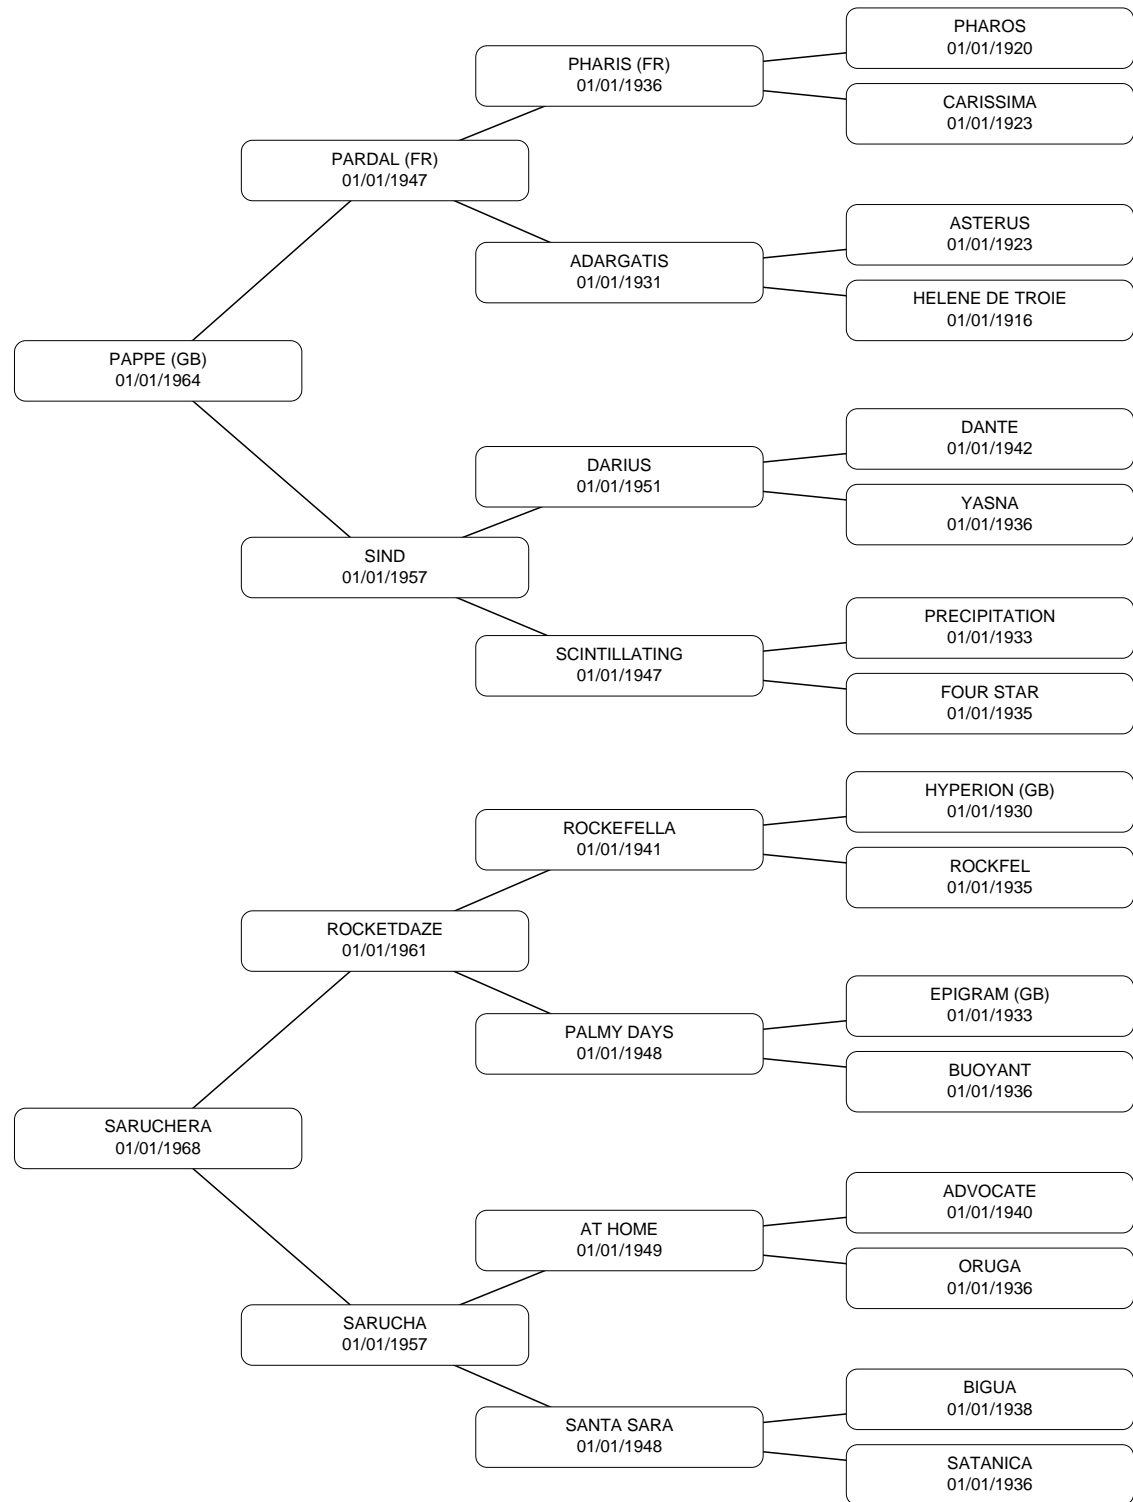 PHAROS
01/01/1920
PHARIS (FR)
01/01/1936
CARISSIMA
01/01/1923
PARDAL (FR)
01/01/1947
ASTERUS
01/01/1923
ADARGATIS
01/01/1931
HELENE DE TROIE
01/01/1916
PAPPE (GB)
01/01/1964
DANTE
01/01/1942
DARIUS
01/01/1951
YASNA
01/01/1936
SIND
01/01/1957
PRECIPITATION
01/01/1933
SCINTILLATING
01/01/1947
FOUR STAR
01/01/1935
HYPERION (GB)
01/01/1930
ROCKEFELLA
01/01/1941
ROCKFEL
01/01/1935
ROCKETDAZE
01/01/1961
EPIGRAM (GB)
01/01/1933
PALMY DAYS
01/01/1948
BUOYANT
01/01/1936
SARUCHERA
01/01/1968
ADVOCATE
01/01/1940
AT HOME
01/01/1949
ORUGA
01/01/1936
SARUCHA
01/01/1957
BIGUA
01/01/1938
SANTA SARA
01/01/1948
SATANICA
01/01/1936